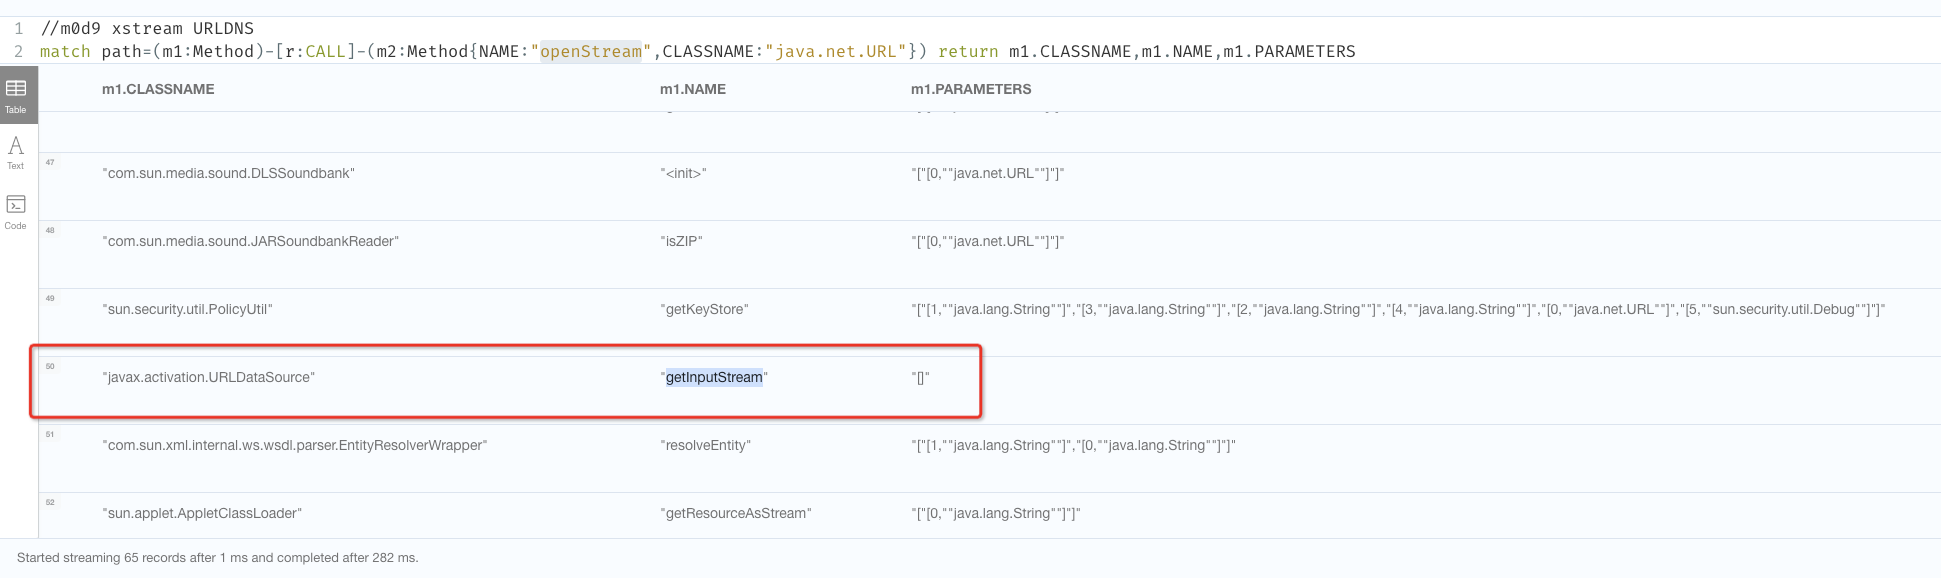 1 //m0d9 xstream URLDNS
2 match path=(m1:Method)-[r:CALL]-(m2:Method{NAME:"openStream",CLASSNAME:"java.net.URL"}) return m1.CLASSNAME,m1.NAME,m1.PARAMETERS
Table
Text
Code
m1.CLASSNAME m1.NAME m1.PARAMETERS
47 "com.sun.media.sound.DLSSoundbank" "<init>" "["[0,""java.net.URL""]"]"
48 "com.sun.media.sound.JARSoundbankReader" "isZIP" "["[0,""java.net.URL""]"]"
49 "sun.security.util.PolicyUtil" "getKeyStore" "["[1,""java.lang.String""]","[3,""java.lang.String""]","[2,""java.lang.String""]","[4,""java.lang.String""]","[0,""java.net.URL""]","[5,""sun.security.util.Debug""]"]"
50 "javax.activation.URLDataSource" "getInputStream" "[]"
51 "com.sun.xml.internal.ws.wsdl.parser.EntityResolverWrapper" "resolveEntity" "["[1,""java.lang.String""]","[0,""java.lang.String""]"]"
52 "sun.applet.AppletClassLoader" "getResourceAsStream" "["[0,""java.lang.String""]"]"
Started streaming 65 records after 1 ms and completed after 282 ms.